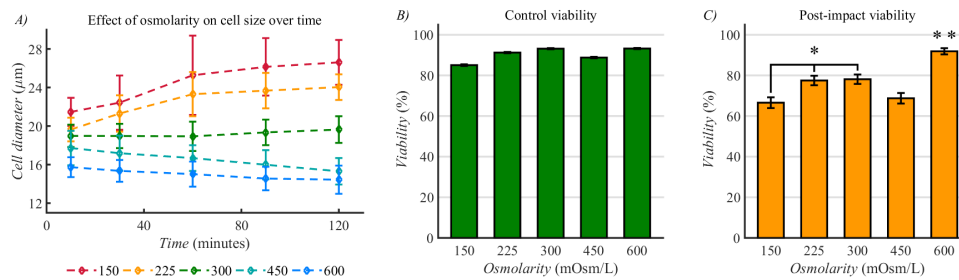 A) Effect of osmolarity on cell size over time
28
24
20
16
12
Cell diameter (μm)
0 40 80 120
Time (minutes)
150 225 300 450 600
B) Control viability
100
80
60
40
20
0
Viability (%)
150 225 300 450 600
Osmolarity (mOsm/L)
C) Post-impact viability
100
80
60
40
20
0
Viability (%)
* **
150 225 300 450 600
Osmolarity (mOsm/L)